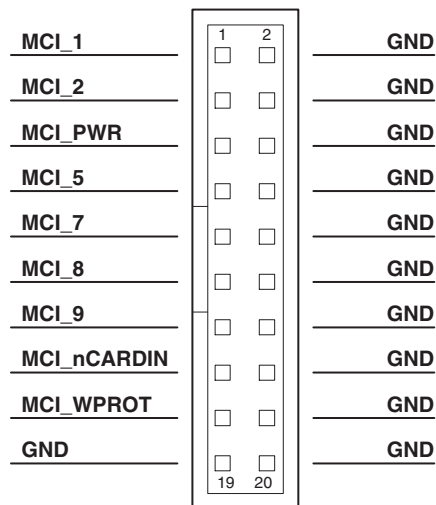 MCI_1 1 2 GND
MCI_2 GND
MCI_PWR GND
MCI_5 GND
MCI_7 GND
MCI_8 GND
MCI_9 GND
MCI_nCARDIN GND
MCI_WPROT GND
GND GND
19 20